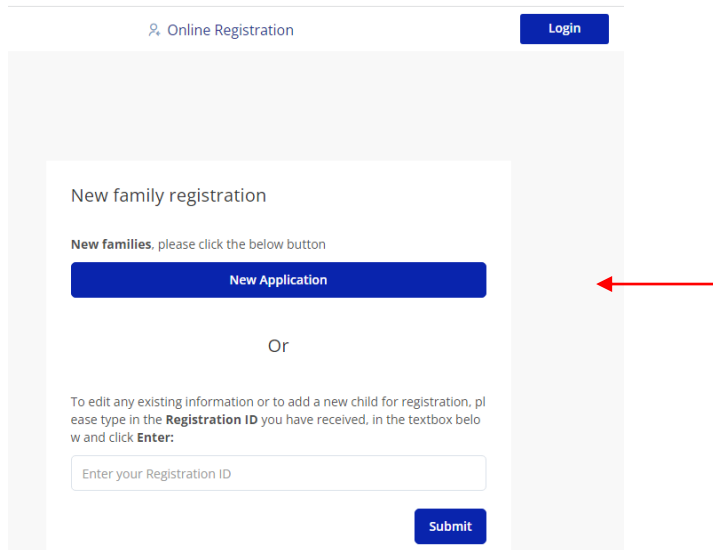 Online Registration
Login
New family registration
New families, please click the below button
New Application
Or
To edit any existing information or to add a new child for registration, pl
ease type in the Registration ID you have received, in the textbox belo
w and click Enter:
Enter your Registration ID
Submit